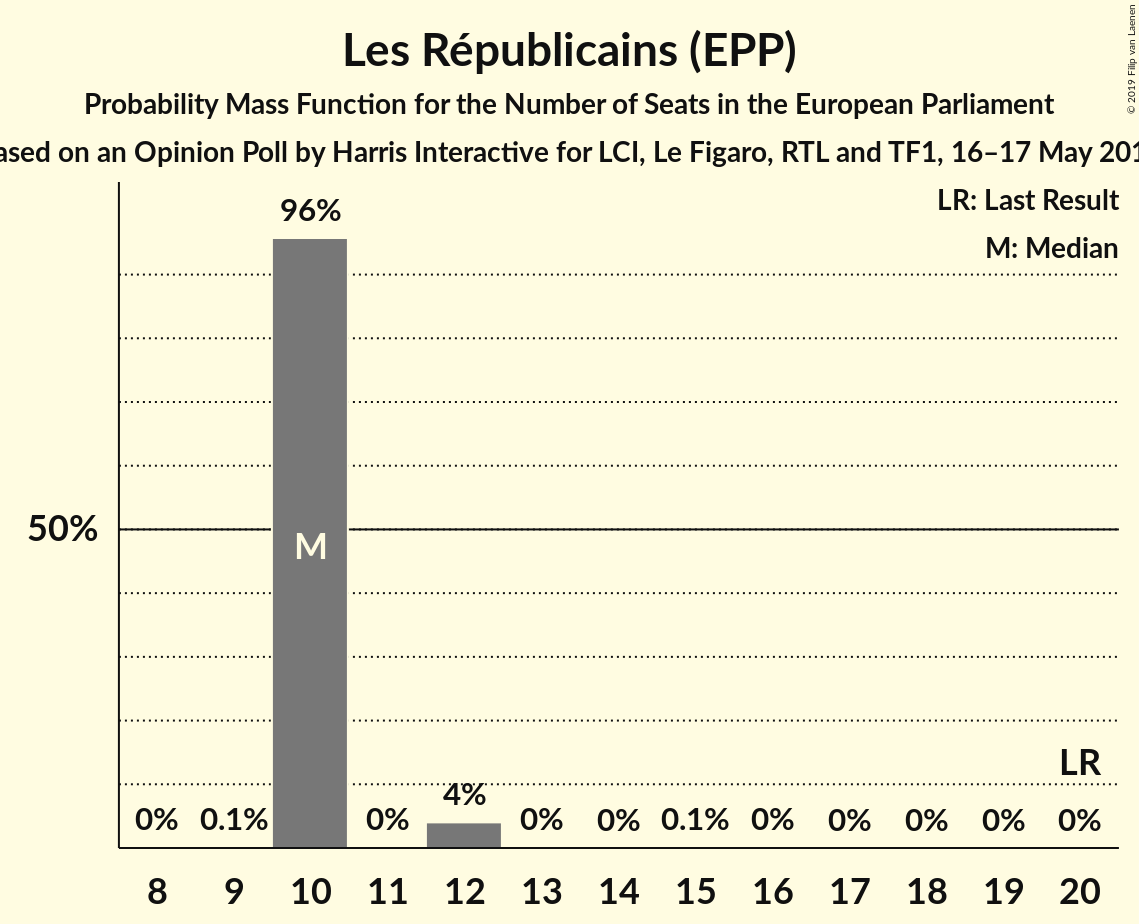 Les Républicains (EPP)
Probability Mass Function for the Number of Seats in the European Parliament
ased on an Opinion Poll by Harris Interactive for LCI, Le Figaro, RTL and TF1, 16–17 May 201
© 2019 Filip van Laenen
LR: Last Result
M: Median
96%
50%
M
LR
0% 0.1% 0% 4% 0% 0% 0.1% 0% 0% 0% 0% 0%
8 9 10 11 12 13 14 15 16 17 18 19 20